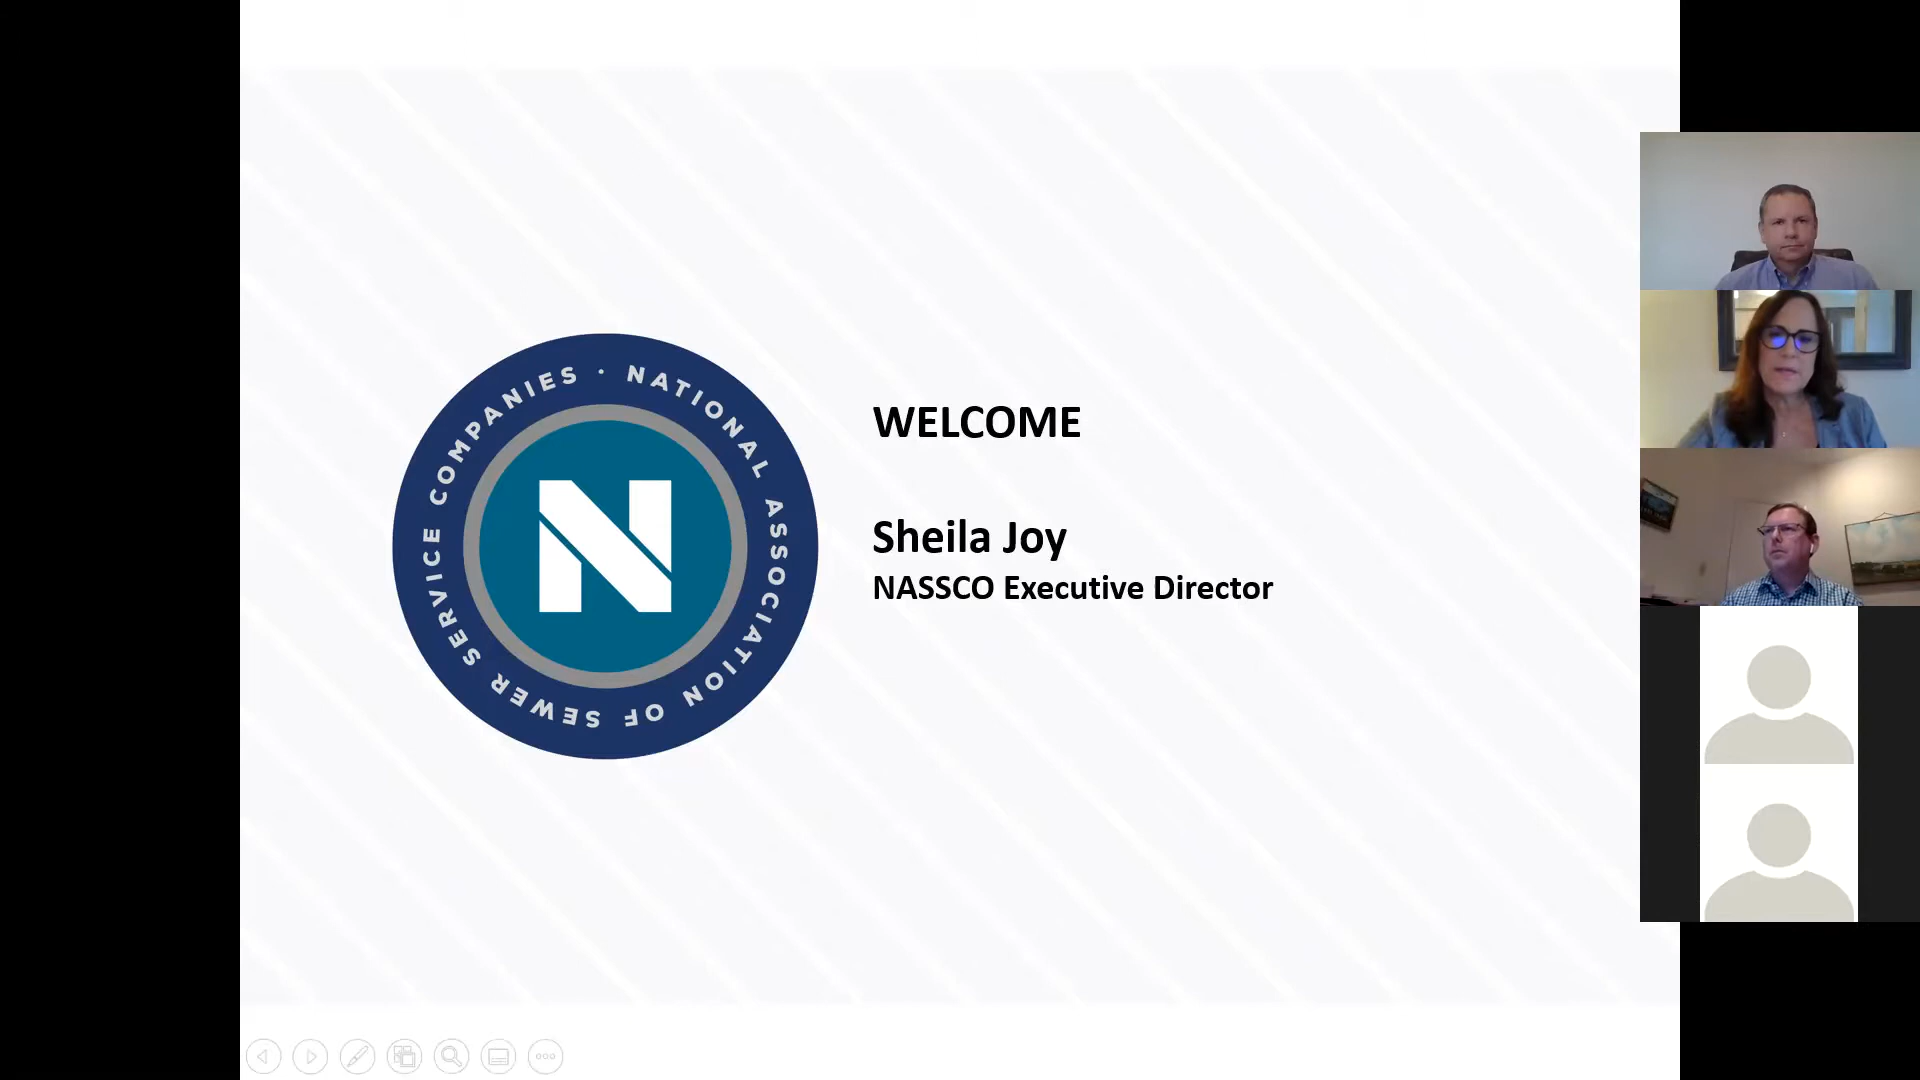 NATIONAL ASSOCIATION OF SEWER SERVICE COMPANIES ·
N
WELCOME
Sheila Joy
NASSCO Executive Director